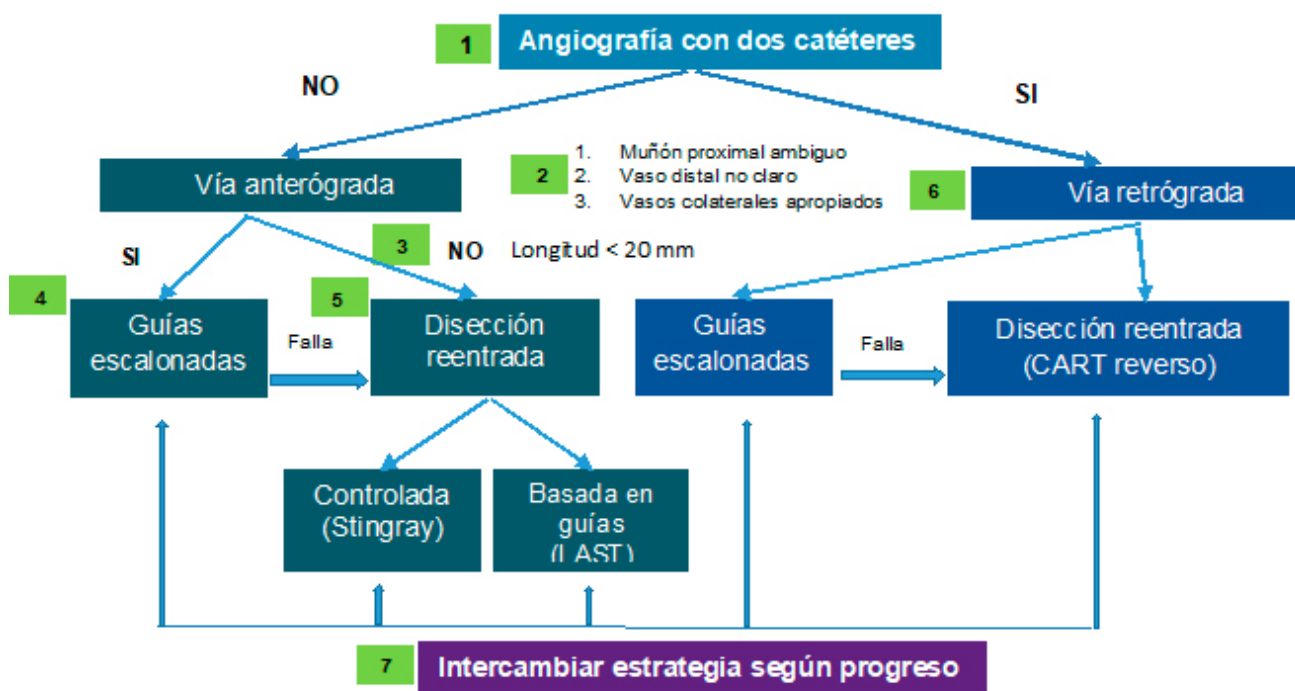 1 Angiografía con dos catéteres
NO
SI
Vía anterógrada
2
1. Muñón proximal ambiguo
2. Vaso distal no claro
3. Vasos colaterales apropiados
6
Vía retrógrada
SI
3
NO Longitud < 20 mm
4
Guías
escalonadas
Falla
5
Disección
reentrada
Guías
escalonadas
Falla
Disección reentrada
(CART reverso)
Controlada
(Stingray)
Basada en
guías
(LAST)
7 Intercambiar estrategia según progreso